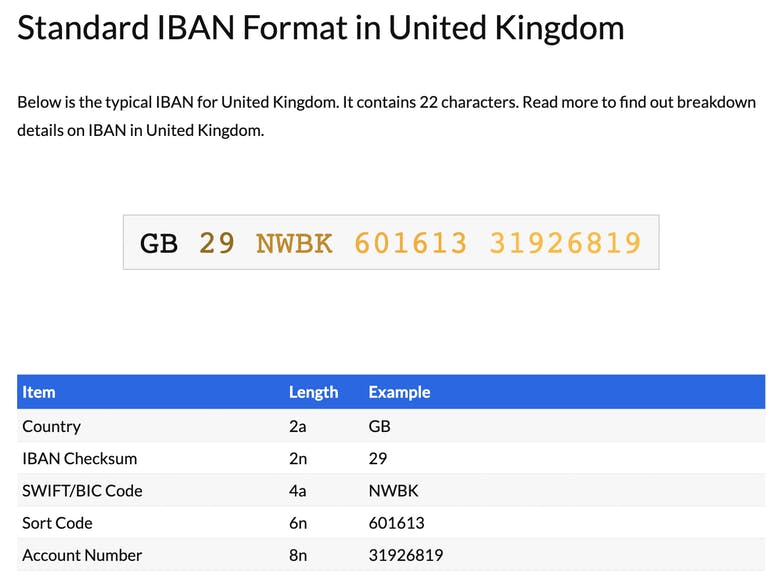 Standard IBAN Format in United Kingdom
Below is the typical IBAN for United Kingdom. It contains 22 characters. Read more to find out breakdown
details on IBAN in United Kingdom.
GB 29 NWBK 601613 31926819
Item Length Example
Country 2a GB
IBAN Checksum 2n 29
SWIFT/BIC Code 4a NWBK
Sort Code 6n 601613
Account Number 8n 31926819